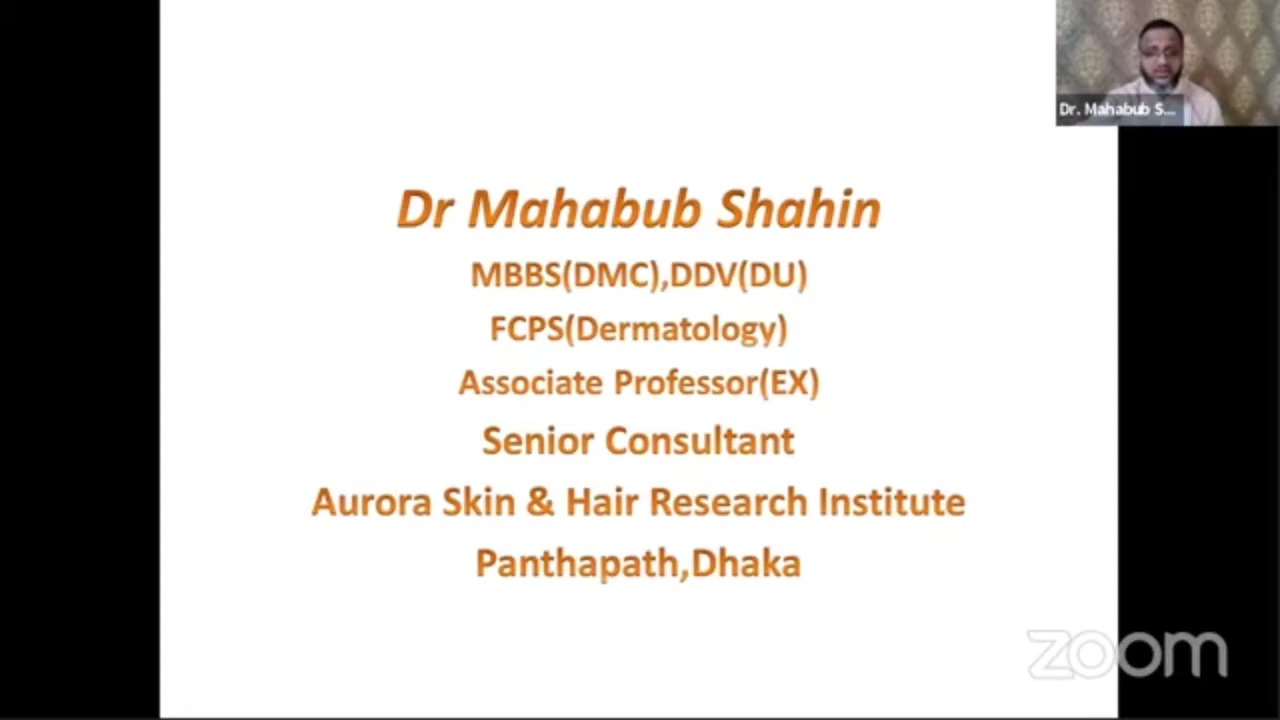 Dr. Mahabub S...
Dr Mahabub Shahin
MBBS(DMC),DDV(DU)
FCPS(Dermatology)
Associate Professor(EX)
Senior Consultant
Aurora Skin & Hair Research Institute
Panthapath,Dhaka
zoom